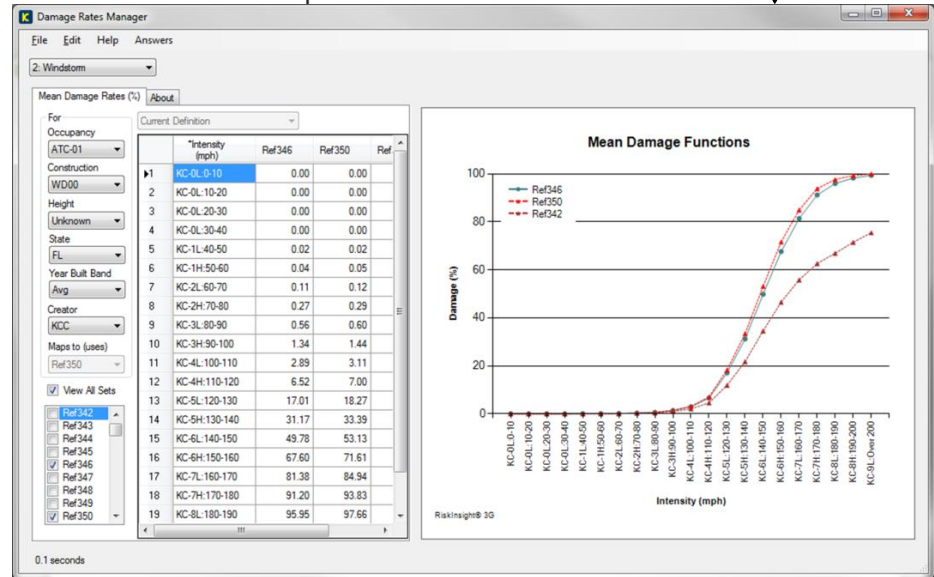 Damage Rates Manager
File Edit Help Answers
2: Windstorm
Mean Damage Rates (%) About
For
Occupancy
ATC-01
Construction
WD00
Height
Unknown
State
FL
Year Built Band
Avg
Creator
KCC
Maps to (uses)
Ref350
View All Sets
Ref342
Ref343
Ref344
Ref345
Ref346
Ref347
Ref348
Ref349
Ref350
Current Definition
*Intensity (mph) Ref346 Ref350 Ref
1 KC-0L:0-10 0.00 0.00
2 KC-0L:10-20 0.00 0.00
3 KC-0L:20-30 0.00 0.00
4 KC-0L:30-40 0.00 0.00
5 KC-1L:40-50 0.02 0.02
6 KC-1H:50-60 0.04 0.05
7 KC-2L:60-70 0.11 0.12
8 KC-2H:70-80 0.27 0.29
9 KC-3L:80-90 0.56 0.60
10 KC-3H:90-100 1.34 1.44
11 KC-4L:100-110 2.89 3.11
12 KC-4H:110-120 6.52 7.00
13 KC-5L:120-130 17.01 18.27
14 KC-5H:130-140 31.17 33.39
15 KC-6L:140-150 49.78 53.13
16 KC-6H:150-160 67.60 71.61
17 KC-7L:160-170 81.38 84.94
18 KC-7H:170-180 91.20 93.83
19 KC-8L:180-190 95.95 97.66
Mean Damage Functions
Ref346
Ref350
Ref342
Damage (%)
100
80
60
40
20
0
KC-0L:0-10
KC-0L:10-20
KC-0L:20-30
KC-0L:30-40
KC-1L:40-50
KC-1H:50-60
KC-2L:60-70
KC-2H:70-80
KC-3L:80-90
KC-3H:90-100
KC-4L:100-110
KC-4H:110-120
KC-5L:120-130
KC-5H:130-140
KC-6L:140-150
KC-6H:150-160
KC-7L:160-170
KC-7H:170-180
KC-8L:180-190
KC-8H:190-200
KC-9L:Over 200
Intensity (mph)
RiskInsight® 3G
0.1 seconds